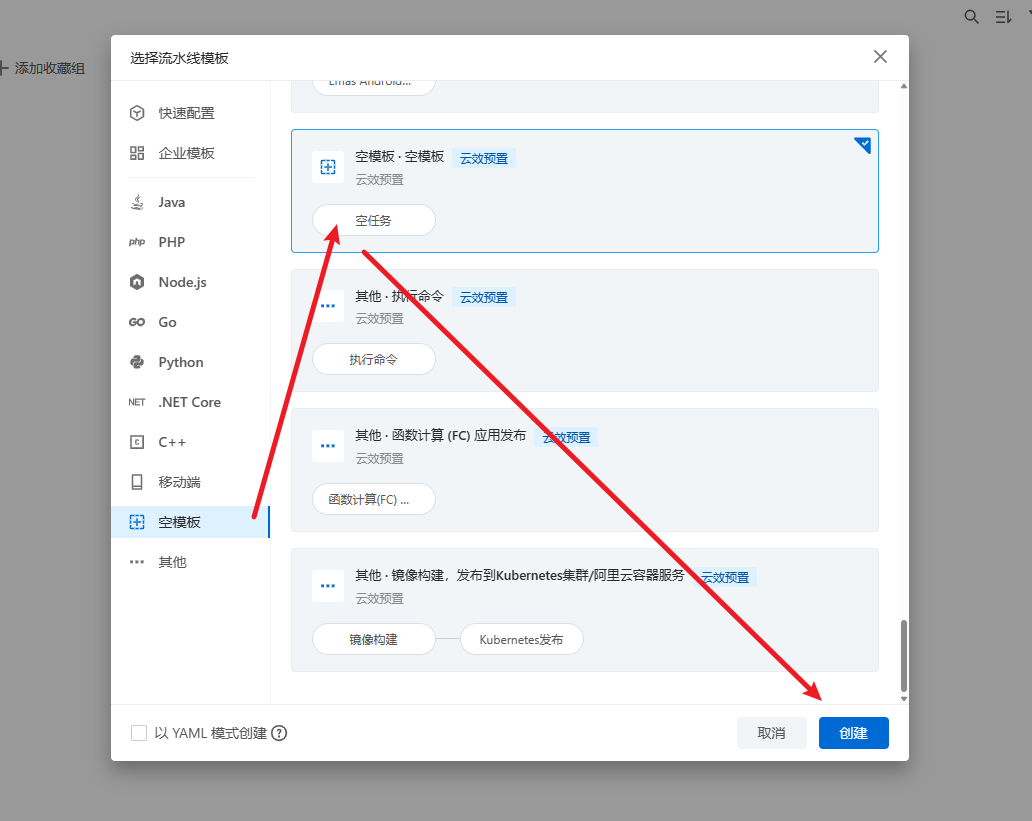 添加收藏组
选择流水线模板
快速配置
企业模板
Java
php PHP
Node.js
GO Go
Python
NET .NET Core
C C++
移动端
空模板
其他
Emas Android...
空模板 · 空模板 云效预置
云效预置
空任务
其他 · 执行命令 云效预置
云效预置
执行命令
其他 · 函数计算 (FC) 应用发布 云效预置
云效预置
函数计算(FC) ...
其他 · 镜像构建，发布到Kubernetes集群/阿里云容器服务 云效预置
云效预置
镜像构建 Kubernetes发布
以 YAML 模式创建 ?
取消 创建